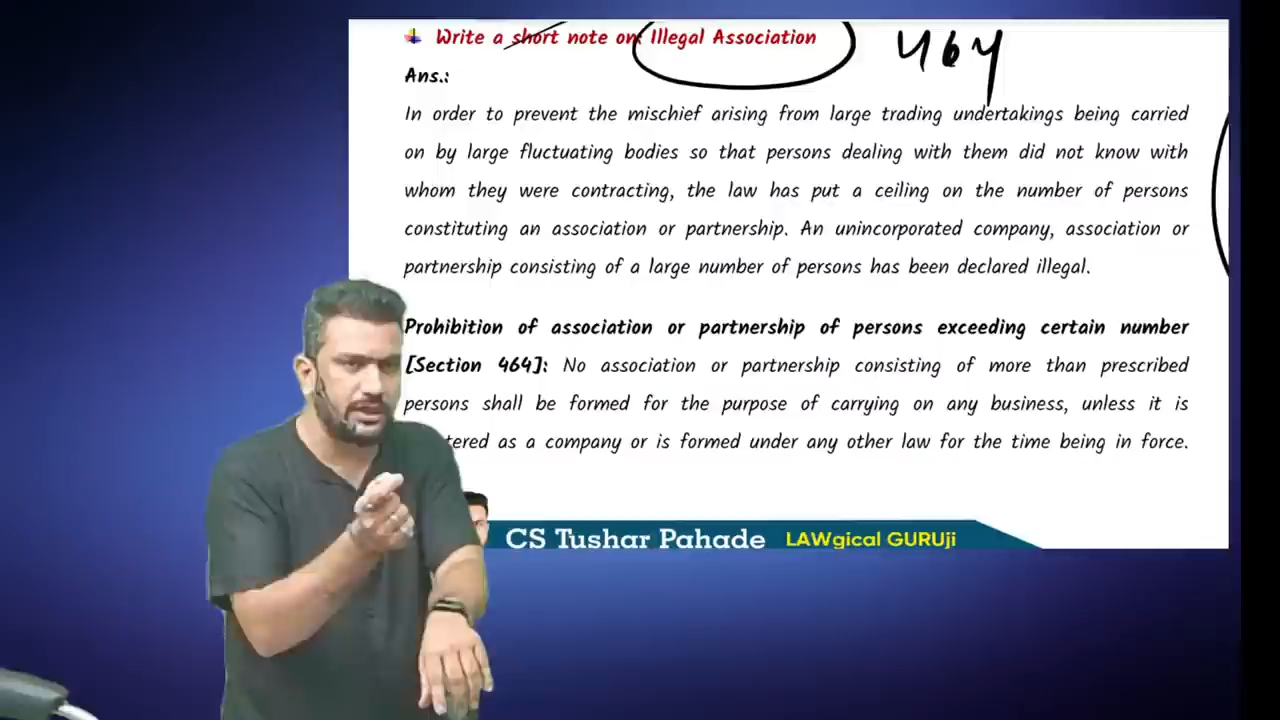 Write a short note on: Illegal Association 464
Ans.:
In order to prevent the mischief arising from large trading undertakings being carried
on by large fluctuating bodies so that persons dealing with them did not know with
whom they were contracting, the law has put a ceiling on the number of persons
constituting an association or partnership. An unincorporated company, association or
partnership consisting of a large number of persons has been declared illegal.
Prohibition of association or partnership of persons exceeding certain number
[Section 464]: No association or partnership consisting of more than prescribed
persons shall be formed for the purpose of carrying on any business, unless it is
tered as a company or is formed under any other law for the time being in force.
CS Tushar Pahade LAWgical GURUji